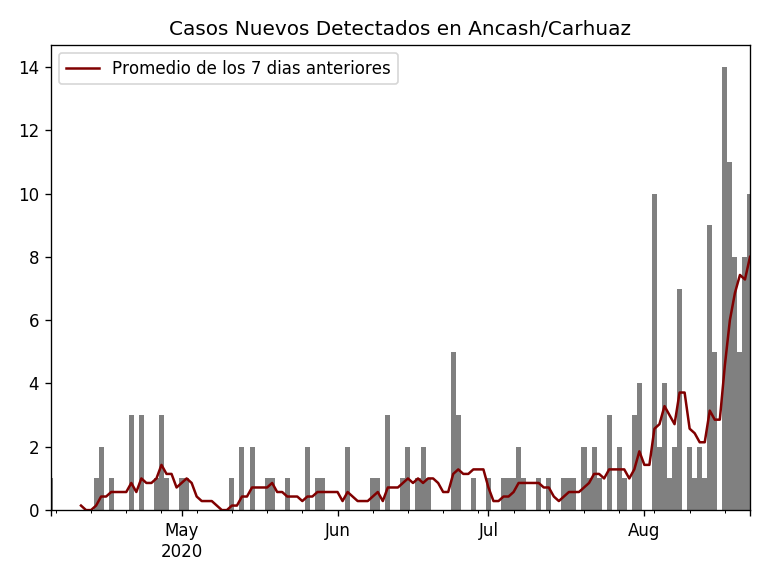 Casos Nuevos Detectados en Ancash/Carhuaz
Promedio de los 7 dias anteriores
14
12
10
8
6
4
2
0
May
2020
Jun
Jul
Aug